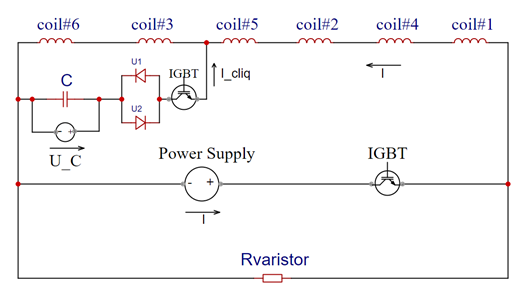 coil#6 coil#3 coil#5 coil#2 coil#4 coil#1
U1 IGBT I_cliq I
C
U2
- +
U_C
Power Supply IGBT
- +
I
Rvaristor